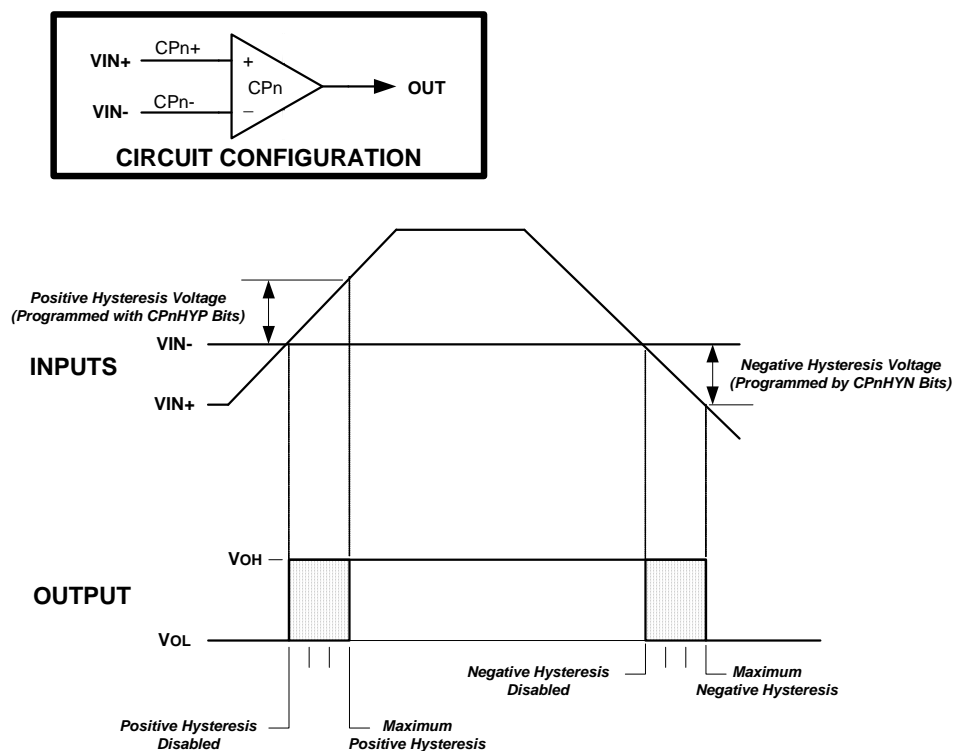 CPn+
VIN+
+
CPn
OUT
CPn-
VIN-
_
CIRCUIT CONFIGURATION
Positive Hysteresis Voltage
(Programmed with CPnHYP Bits)
VIN-
INPUTS
Negative Hysteresis Voltage
(Programmed by CPnHYN Bits)
VIN+
VOH
OUTPUT
VOL
Negative Hysteresis
Disabled
Maximum
Negative Hysteresis
Positive Hysteresis
Disabled
Maximum
Positive Hysteresis